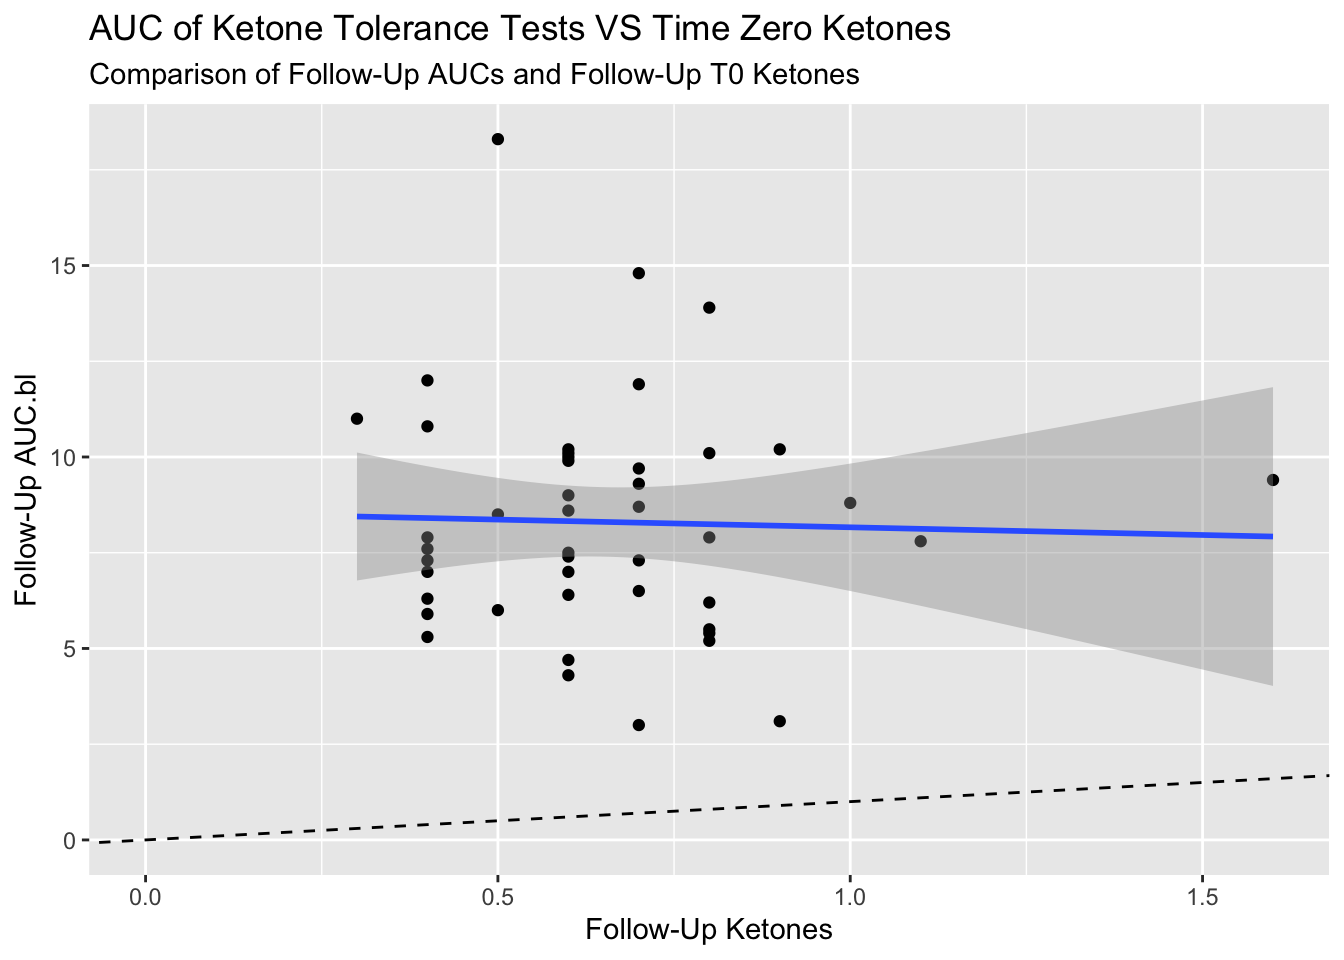 AUC of Ketone Tolerance Tests VS Time Zero Ketones
Comparison of Follow-Up AUCs and Follow-Up T0 Ketones
Follow-Up AUC.bl
15
10
5
0
0.0 0.5 1.0 1.5
Follow-Up Ketones